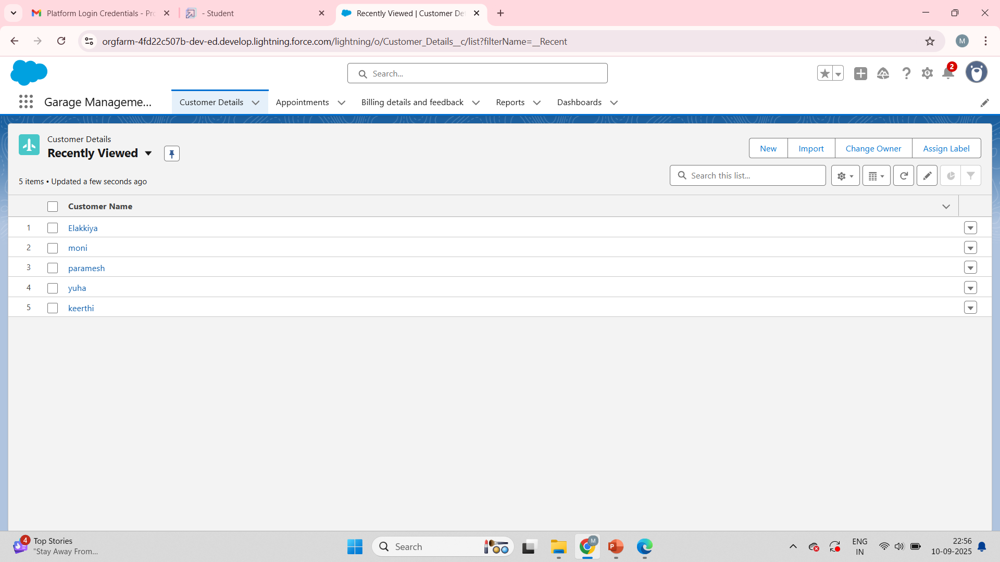 Platform Login Credentials - Pro
- Student
Recently Viewed | Customer De
orgfarm-4fd22c507b-dev-ed.develop.lightning.force.com/lightning/o/Customer_Details__c/list?filterName=__Recent
M
Search...
2
Garage Manageme...
Customer Details
Appointments
Billing details and feedback
Reports
Dashboards
Customer Details
Recently Viewed
New
Import
Change Owner
Assign Label
5 items • Updated a few seconds ago
Search this list...
Customer Name
1 Elakkiya
2 moni
3 paramesh
4 yuha
5 keerthi
4
Top Stories
"Stay Away From...
Search
M
P
ENG
IN
22:56
10-09-2025